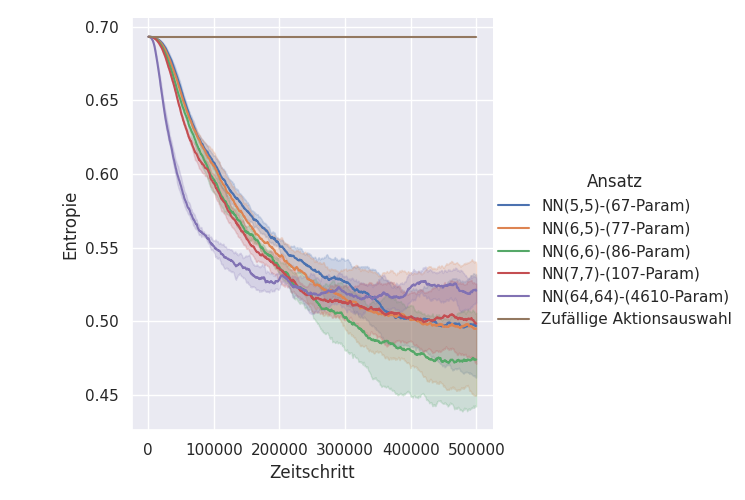 0.70
0.65
0.60
0.55
0.50
0.45
Entropie
0
100000
200000
300000
400000
500000
Zeitschritt
Ansatz
NN(5,5)-(67-Param)
NN(6,5)-(77-Param)
NN(6,6)-(86-Param)
NN(7,7)-(107-Param)
NN(64,64)-(4610-Param)
Zufällige Aktionsauswahl